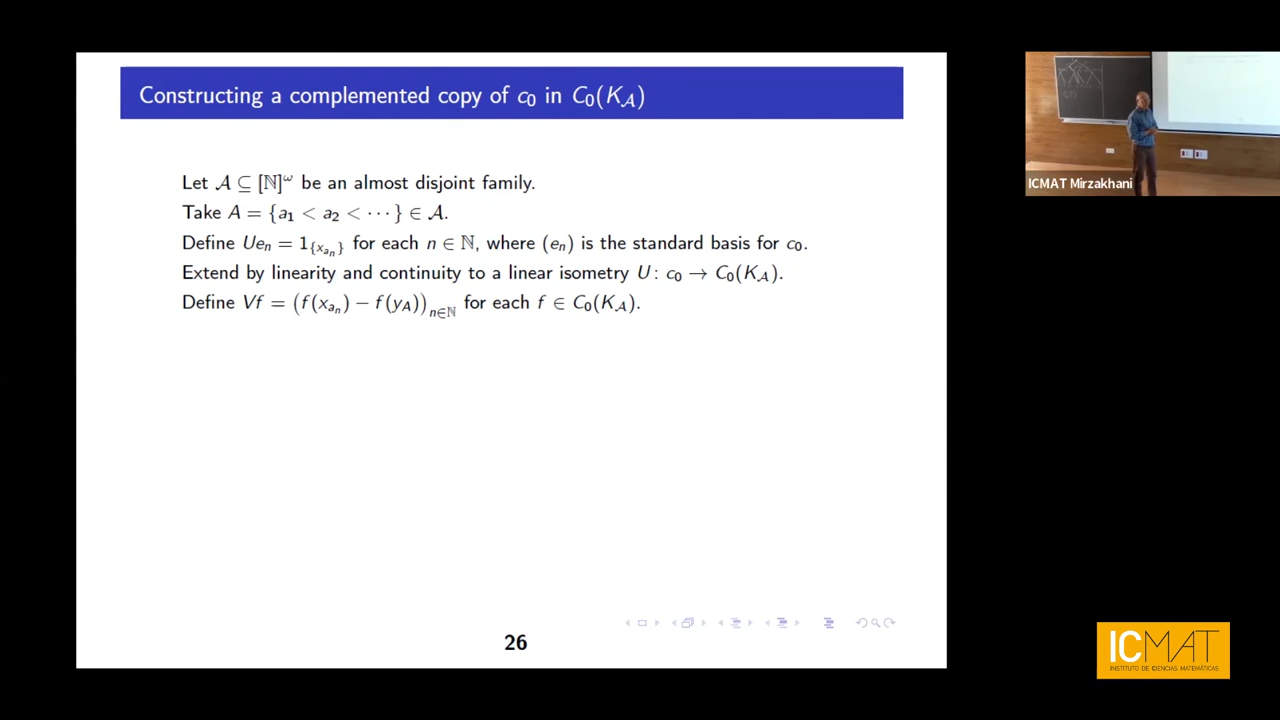 Constructing a complemented copy of c₀ in C₀(K_𝒜)
Let 𝒜 ⊆ [ℕ]^ω be an almost disjoint family.
Take A = {a₁ < a₂ < ⋯} ∈ 𝒜.
Define Ueₙ = 1_{{x_{aₙ}}} for each n ∈ ℕ, where (eₙ) is the standard basis for c₀.
Extend by linearity and continuity to a linear isometry U: c₀ → C₀(K_𝒜).
Define Vf = (f(x_{aₙ}) − f(y_A))_{n∈ℕ} for each f ∈ C₀(K_𝒜).
26
ICMAT Mirzakhani
ICMAT
INSTITUTO DE CIENCIAS MATEMÁTICAS